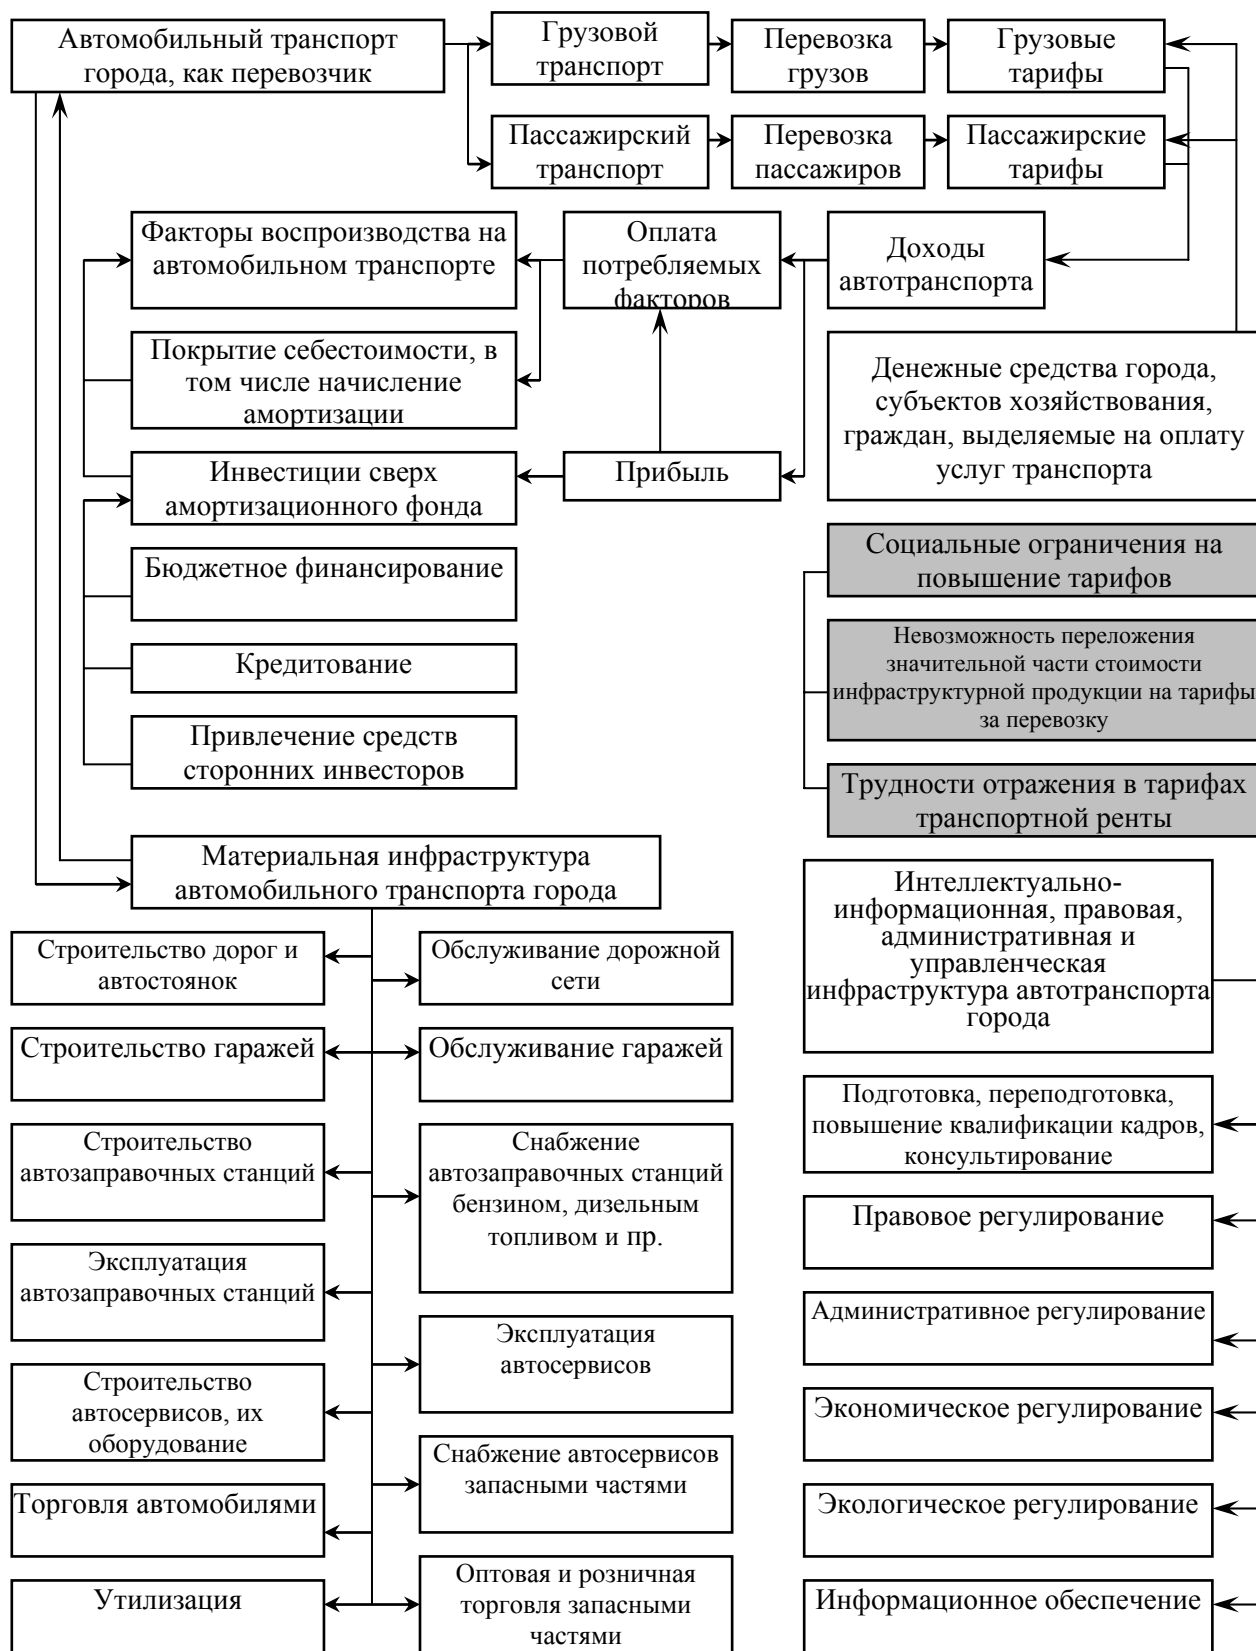 Автомобильный транспорт
города, как перевозчик
Грузовой
транспорт
Перевозка
грузов
Грузовые
тарифы
Пассажирский
транспорт
Перевозка
пассажиров
Пассажирские
тарифы
Факторы воспроизводства на
автомобильном транспорте
Оплата
потребляемых
факторов
Доходы
автотранспорта
Покрытие себестоимости, в
том числе начисление
амортизации
Денежные средства города,
субъектов хозяйствования,
граждан, выделяемые на оплату
услуг транспорта
Инвестиции сверх
амортизационного фонда
Прибыль
Бюджетное финансирование
Кредитование
Привлечение средств
сторонних инвесторов
Социальные ограничения на
повышение тарифов
Невозможность переложения
значительной части стоимости
инфраструктурной продукции на тарифы
за перевозку
Трудности отражения в тарифах
транспортной ренты
Материальная инфраструктура
автомобильного транспорта города
Строительство дорог и
автостоянок
Обслуживание дорожной
сети
Строительство гаражей
Обслуживание гаражей
Строительство
автозаправочных станций
Снабжение
автозаправочных станций
бензином, дизельным
топливом и пр.
Эксплуатация
автозаправочных станций
Эксплуатация
автосервисов
Строительство
автосервисов, их
оборудование
Снабжение автосервисов
запасными частями
Торговля автомобилями
Утилизация
Оптовая и розничная
торговля запасными
частями
Интеллектуально-
информационная, правовая,
административная и
управленческая
инфраструктура автотранспорта
города
Подготовка, переподготовка,
повышение квалификации кадров,
консультирование
Правовое регулирование
Административное регулирование
Экономическое регулирование
Экологическое регулирование
Информационное обеспечение